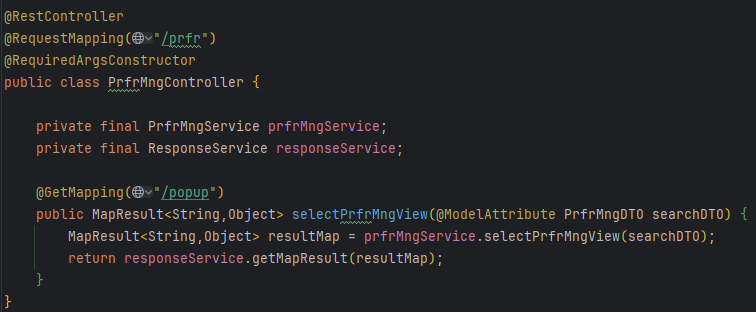 @RestController
@RequestMapping("/prfr")
@RequiredArgsConstructor
public class PrfrMngController {
private final PrfrMngService prfrMngService;
private final ResponseService responseService;
@GetMapping("/popup")
public MapResult<String,Object> selectPrfrMngView(@ModelAttribute PrfrMngDTO searchDTO) {
MapResult<String,Object> resultMap = prfrMngService.selectPrfrMngView(searchDTO);
return responseService.getMapResult(resultMap);
}
}